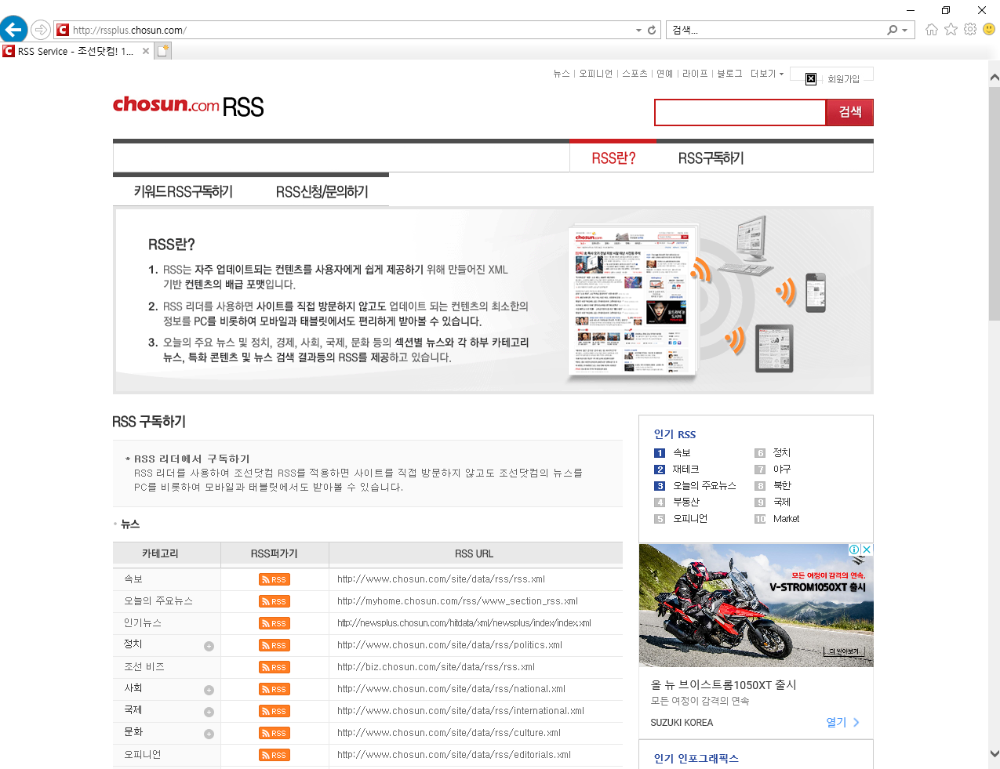 http://rssplus.chosun.com/
검색...
RSS Service - 조선닷컴! 1...
뉴스 | 오피니언 | 스포츠 | 연예 | 라이프 | 블로그 더보기
회원가입
chosun.com RSS
검색
RSS란?
RSS구독하기
키워드RSS구독하기
RSS신청/문의하기
RSS란?
1. RSS는 자주 업데이트되는 컨텐츠를 사용자에게 쉽게 제공하기 위해 만들어진 XML
기반 컨텐츠의 배급 포맷입니다.
2. RSS 리더를 사용하면 사이트를 직접 방문하지 않고도 업데이트 되는 컨텐츠의 최소한의
정보를 PC를 비롯하여 모바일과 태블릿에서도 편리하게 받아볼 수 있습니다.
3. 오늘의 주요 뉴스 및 정치, 경제, 사회, 국제, 문화 등의 섹션별 뉴스와 각 하부 카테고리
뉴스, 특화 콘텐츠 및 뉴스 검색 결과등의 RSS를 제공하고 있습니다.
chosun.com
RSS 구독하기
* RSS 리더에서 구독하기
RSS 리더를 사용하여 조선닷컴 RSS를 적용하면 사이트를 직접 방문하지 않고도 조선닷컴의 뉴스를
PC를 비롯하여 모바일과 태블릿에서도 받아볼 수 있습니다.
뉴스
카테고리 RSS퍼가기 RSS URL
속보 RSS http://www.chosun.com/site/data/rss/rss.xml
오늘의 주요뉴스 RSS http://myhome.chosun.com/rss/www_section_rss.xml
인기뉴스 RSS http://newsplus.chosun.com/hitdata/xml/newsplus/index/index.xml
정치 RSS http://www.chosun.com/site/data/rss/politics.xml
조선 비즈 RSS http://biz.chosun.com/site/data/rss/rss.xml
사회 RSS http://www.chosun.com/site/data/rss/national.xml
국제 RSS http://www.chosun.com/site/data/rss/international.xml
문화 RSS http://www.chosun.com/site/data/rss/culture.xml
오피니언 RSS http://www.chosun.com/site/data/rss/editorials.xml
인기 RSS
1 속보 6 정치
2 재테크 7 야구
3 오늘의 주요뉴스 8 북한
4 부동산 9 국제
5 오피니언 10 Market
모든 여정이 감격의 연속.
V-STROM1050XT 출시
더 알아보기
올 뉴 브이스트롬1050XT 출시
모든 여정이 감격의 연속
SUZUKI KOREA 열기
인기 인포그래픽스